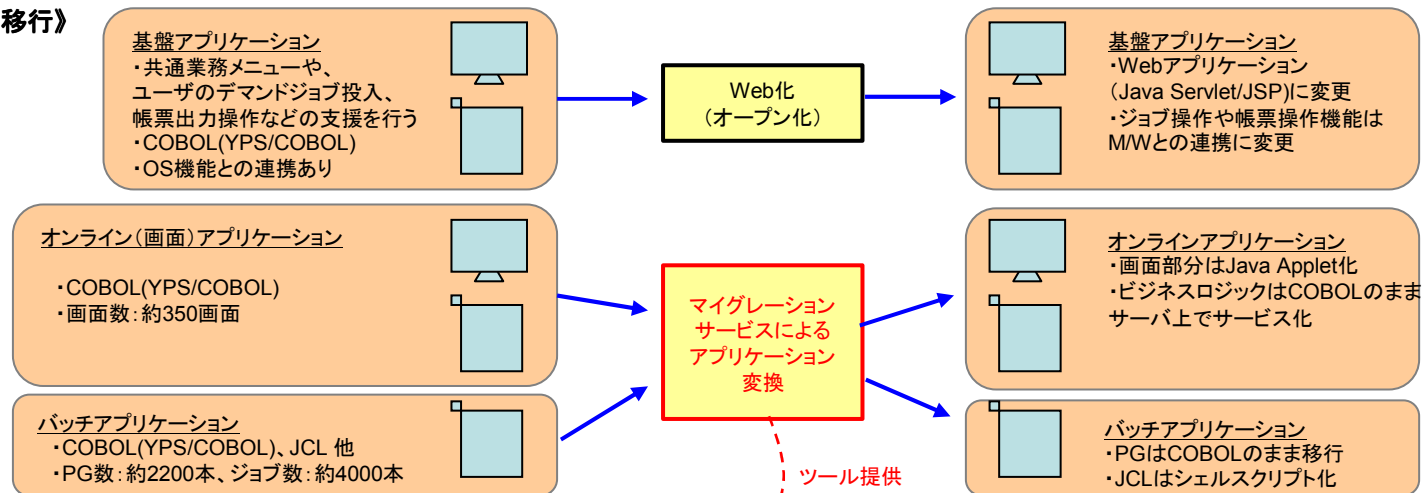 移行》
基盤アプリケーション
・共通業務メニューや、
ユーザのデマンドジョブ投入、
帳票出力操作などの支援を行う
・COBOL(YPS/COBOL)
・OS機能との連携あり
Web化
（オープン化）
基盤アプリケーション
・Webアプリケーション
（Java Servlet/JSP)に変更
・ジョブ操作や帳票操作機能は
M/Wとの連携に変更
オンライン（画面）アプリケーション
・COBOL(YPS/COBOL)
・画面数：約350画面
マイグレーション
サービスによる
アプリケーション
変換
オンラインアプリケーション
・画面部分はJava Applet化
・ビジネスロジックはCOBOLのまま
サーバ上でサービス化
バッチアプリケーション
・COBOL(YPS/COBOL)、JCL 他
・PG数：約2200本、ジョブ数：約4000本
ツール提供
バッチアプリケーション
・PGはCOBOLのまま移行
・JCLはシェルスクリプト化